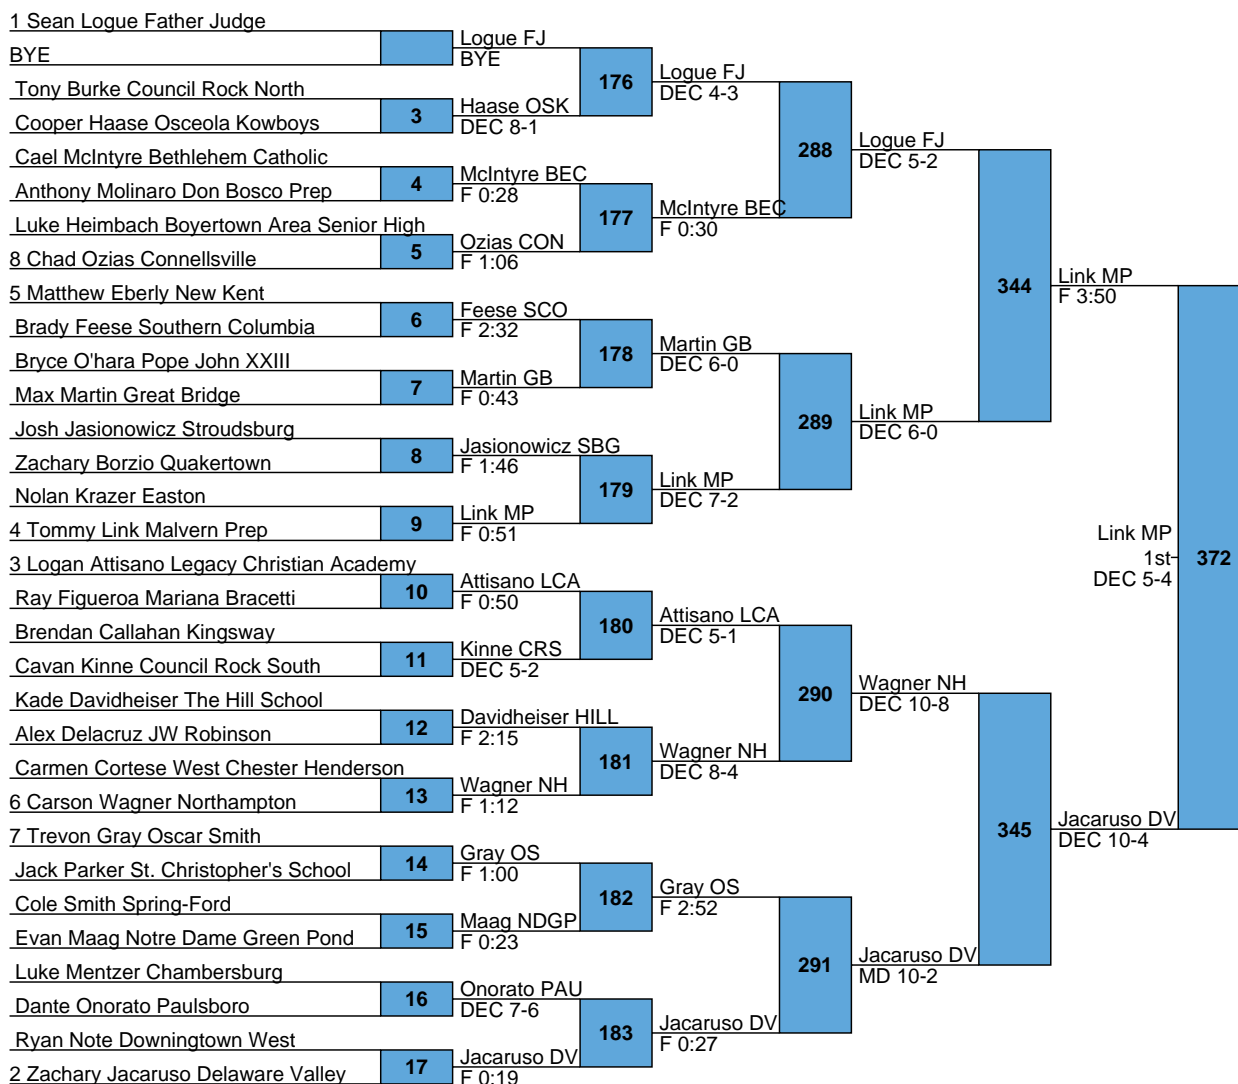 1 Sean Logue Father Judge
BYE
Tony Burke Council Rock North
3
Cooper Haase Osceola Kowboys
Cael McIntyre Bethlehem Catholic
4
Anthony Molinaro Don Bosco Prep
Luke Heimbach Boyertown Area Senior High
5
8 Chad Ozias Connellsville
5 Matthew Eberly New Kent
6
Brady Feese Southern Columbia
Bryce O'hara Pope John XXIII
7
Max Martin Great Bridge
Josh Jasionowicz Stroudsburg
8
Zachary Borzio Quakertown
Nolan Krazer Easton
9
4 Tommy Link Malvern Prep
3 Logan Attisano Legacy Christian Academy
10
Ray Figueroa Mariana Bracetti
Brendan Callahan Kingsway
11
Cavan Kinne Council Rock South
Kade Davidheiser The Hill School
12
Alex Delacruz JW Robinson
Carmen Cortese West Chester Henderson
13
6 Carson Wagner Northampton
7 Trevon Gray Oscar Smith
14
Jack Parker St. Christopher's School
Cole Smith Spring-Ford
15
Evan Maag Notre Dame Green Pond
Luke Mentzer Chambersburg
16
Dante Onorato Paulsboro
Ryan Note Downingtown West
17
2 Zachary Jacaruso Delaware Valley
Logue FJ
BYE
176
Haase OSK
DEC 8-1
McIntyre BEC
F 0:28
177
Ozias CON
F 1:06
Feese SCO
F 2:32
178
Martin GB
F 0:43
Jasionowicz SBG
F 1:46
179
Link MP
F 0:51
Attisano LCA
F 0:50
180
Kinne CRS
DEC 5-2
Davidheiser HILL
F 2:15
181
Wagner NH
F 1:12
Gray OS
F 1:00
182
Maag NDGP
F 0:23
Onorato PAU
DEC 7-6
183
Jacaruso DV
F 0:19
Logue FJ
DEC 4-3
288
McIntyre BEC
F 0:30
Martin GB
DEC 6-0
289
Link MP
DEC 7-2
Attisano LCA
DEC 5-1
290
Wagner NH
DEC 8-4
Gray OS
F 2:52
291
Jacaruso DV
F 0:27
Logue FJ
DEC 5-2
344
Link MP
DEC 6-0
Wagner NH
DEC 10-8
345
Jacaruso DV
MD 10-2
Link MP
F 3:50
372
Jacaruso DV
DEC 10-4
Link MP
1st
DEC 5-4